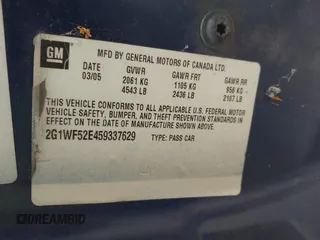 GM
MFD BY GENERAL MOTORS OF CANADA LTD.
DATE GVWR GAWR FRT GAWR RR
03/05 2061 KG 1105 KG 956 KG
4543 LB 2436 LB 2107 LB
THIS VEHICLE CONFORMS TO ALL APPLICABLE U.S. FEDERAL MOTOR
VEHICLE SAFETY, BUMPER, AND THEFT PREVENTION STANDARDS IN
EFFECT ON THE DATE OF MANUFACTURE SHOWN ABOVE.
2G1WF52E459337629 TYPE: PASS CAR
DREAMBID